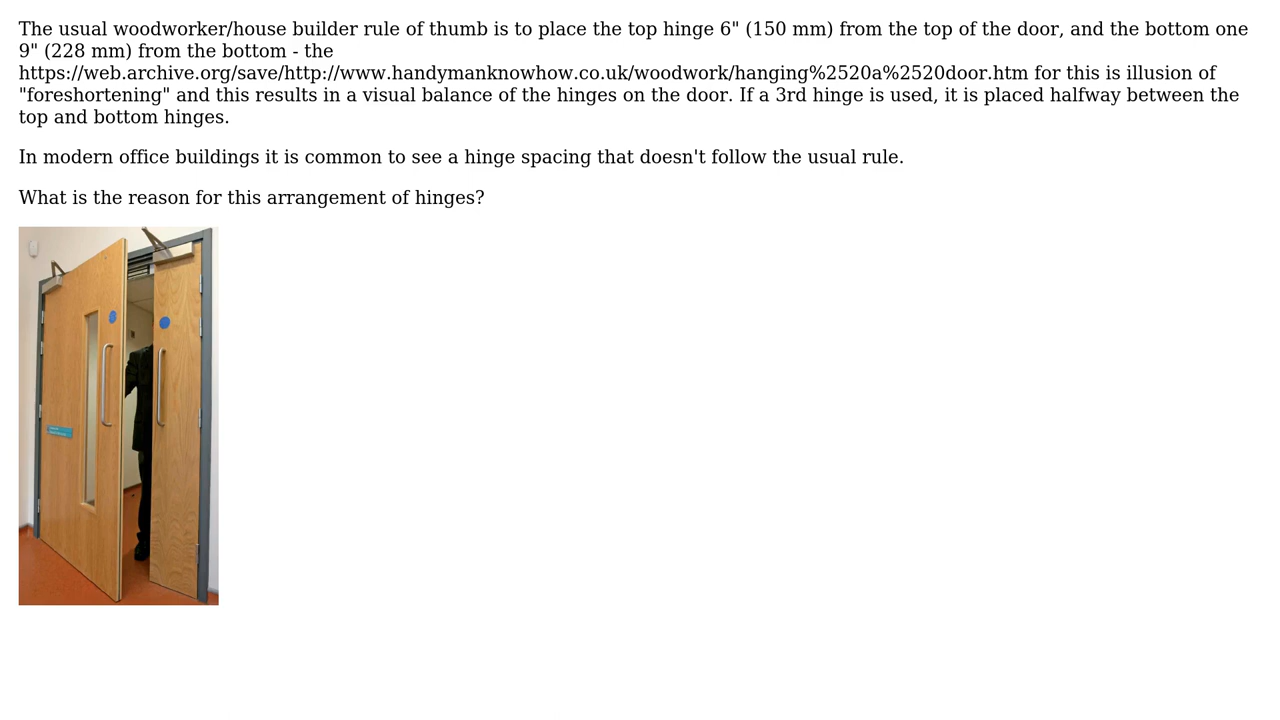 The usual woodworker/house builder rule of thumb is to place the top hinge 6" (150 mm) from the top of the door, and the bottom one
9" (228 mm) from the bottom - the
https://web.archive.org/save/http://www.handymanknowhow.co.uk/woodwork/hanging%2520a%2520door.htm for this is illusion of
"foreshortening" and this results in a visual balance of the hinges on the door. If a 3rd hinge is used, it is placed halfway between the
top and bottom hinges.
In modern office buildings it is common to see a hinge spacing that doesn't follow the usual rule.
What is the reason for this arrangement of hinges?